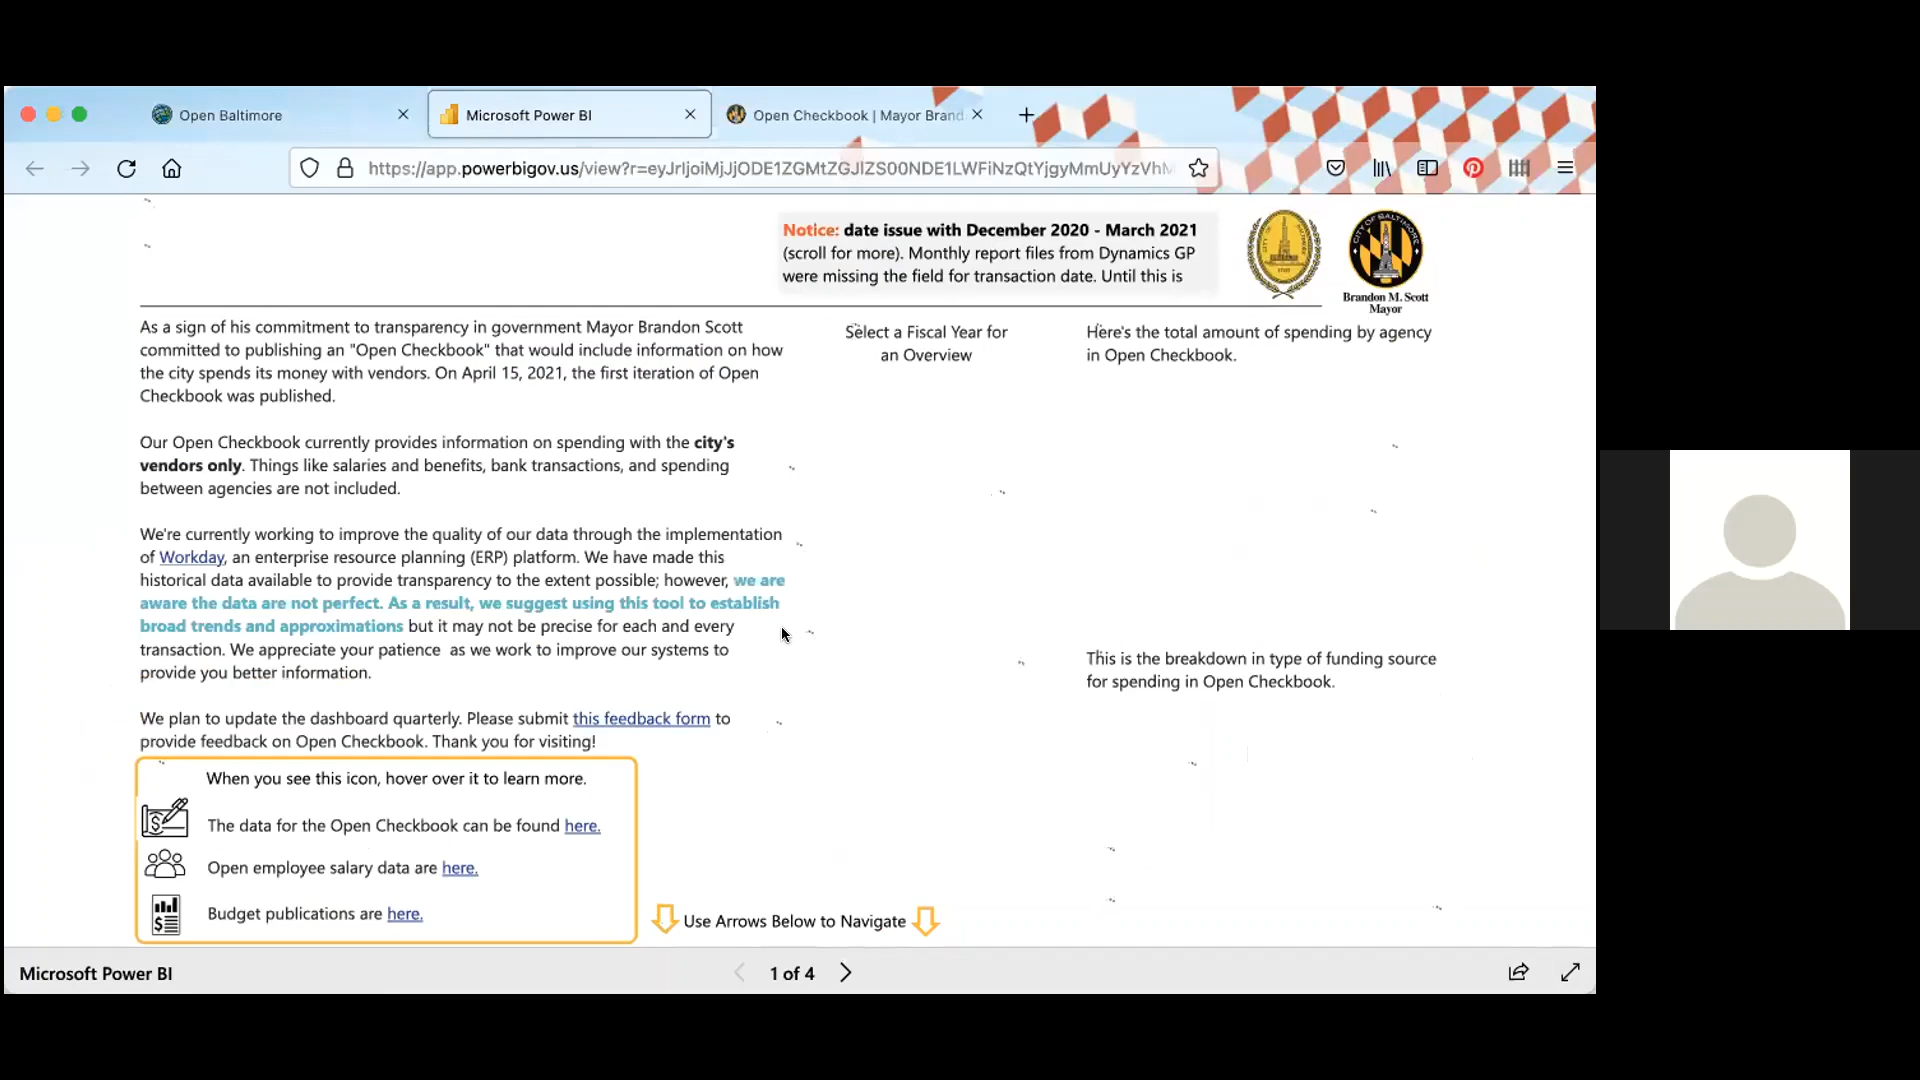 Open Baltimore
Microsoft Power BI
Open Checkbook | Mayor Brand
https://app.powerbigov.us/view?r=eyJrIjoiMjJjODE1ZGMtZGJlZS00NDE1LWFiNzQtYjgyMmUyYzVhM
Notice: date issue with December 2020 - March 2021
(scroll for more). Monthly report files from Dynamics GP
were missing the field for transaction date. Until this is
CITY OF BALTIMORE
Brandon M. Scott
Mayor
As a sign of his commitment to transparency in government Mayor Brandon Scott
committed to publishing an "Open Checkbook" that would include information on how
the city spends its money with vendors. On April 15, 2021, the first iteration of Open
Checkbook was published.
Our Open Checkbook currently provides information on spending with the city's
vendors only. Things like salaries and benefits, bank transactions, and spending
between agencies are not included.
We're currently working to improve the quality of our data through the implementation
of Workday, an enterprise resource planning (ERP) platform. We have made this
historical data available to provide transparency to the extent possible; however, we are
aware the data are not perfect. As a result, we suggest using this tool to establish
broad trends and approximations but it may not be precise for each and every
transaction. We appreciate your patience as we work to improve our systems to
provide you better information.
We plan to update the dashboard quarterly. Please submit this feedback form to
provide feedback on Open Checkbook. Thank you for visiting!
Select a Fiscal Year for
an Overview
Here's the total amount of spending by agency
in Open Checkbook.
This is the breakdown in type of funding source
for spending in Open Checkbook.
When you see this icon, hover over it to learn more.
The data for the Open Checkbook can be found here.
Open employee salary data are here.
Budget publications are here.
Use Arrows Below to Navigate
Microsoft Power BI
1 of 4